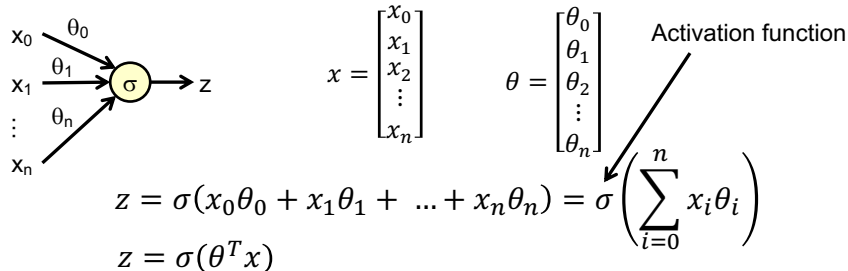 x₀ θ₀
x₁ θ₁ σ z
⋮ θₙ
xₙ
x = [x₀ x₁ x₂ ⋮ xₙ]
θ = [θ₀ θ₁ θ₂ ⋮ θₙ]
Activation function
z = σ(x₀θ₀ + x₁θ₁ + … + xₙθₙ) = σ(∑ᵢ₌₀ⁿ xᵢθᵢ)
z = σ(θᵀx)